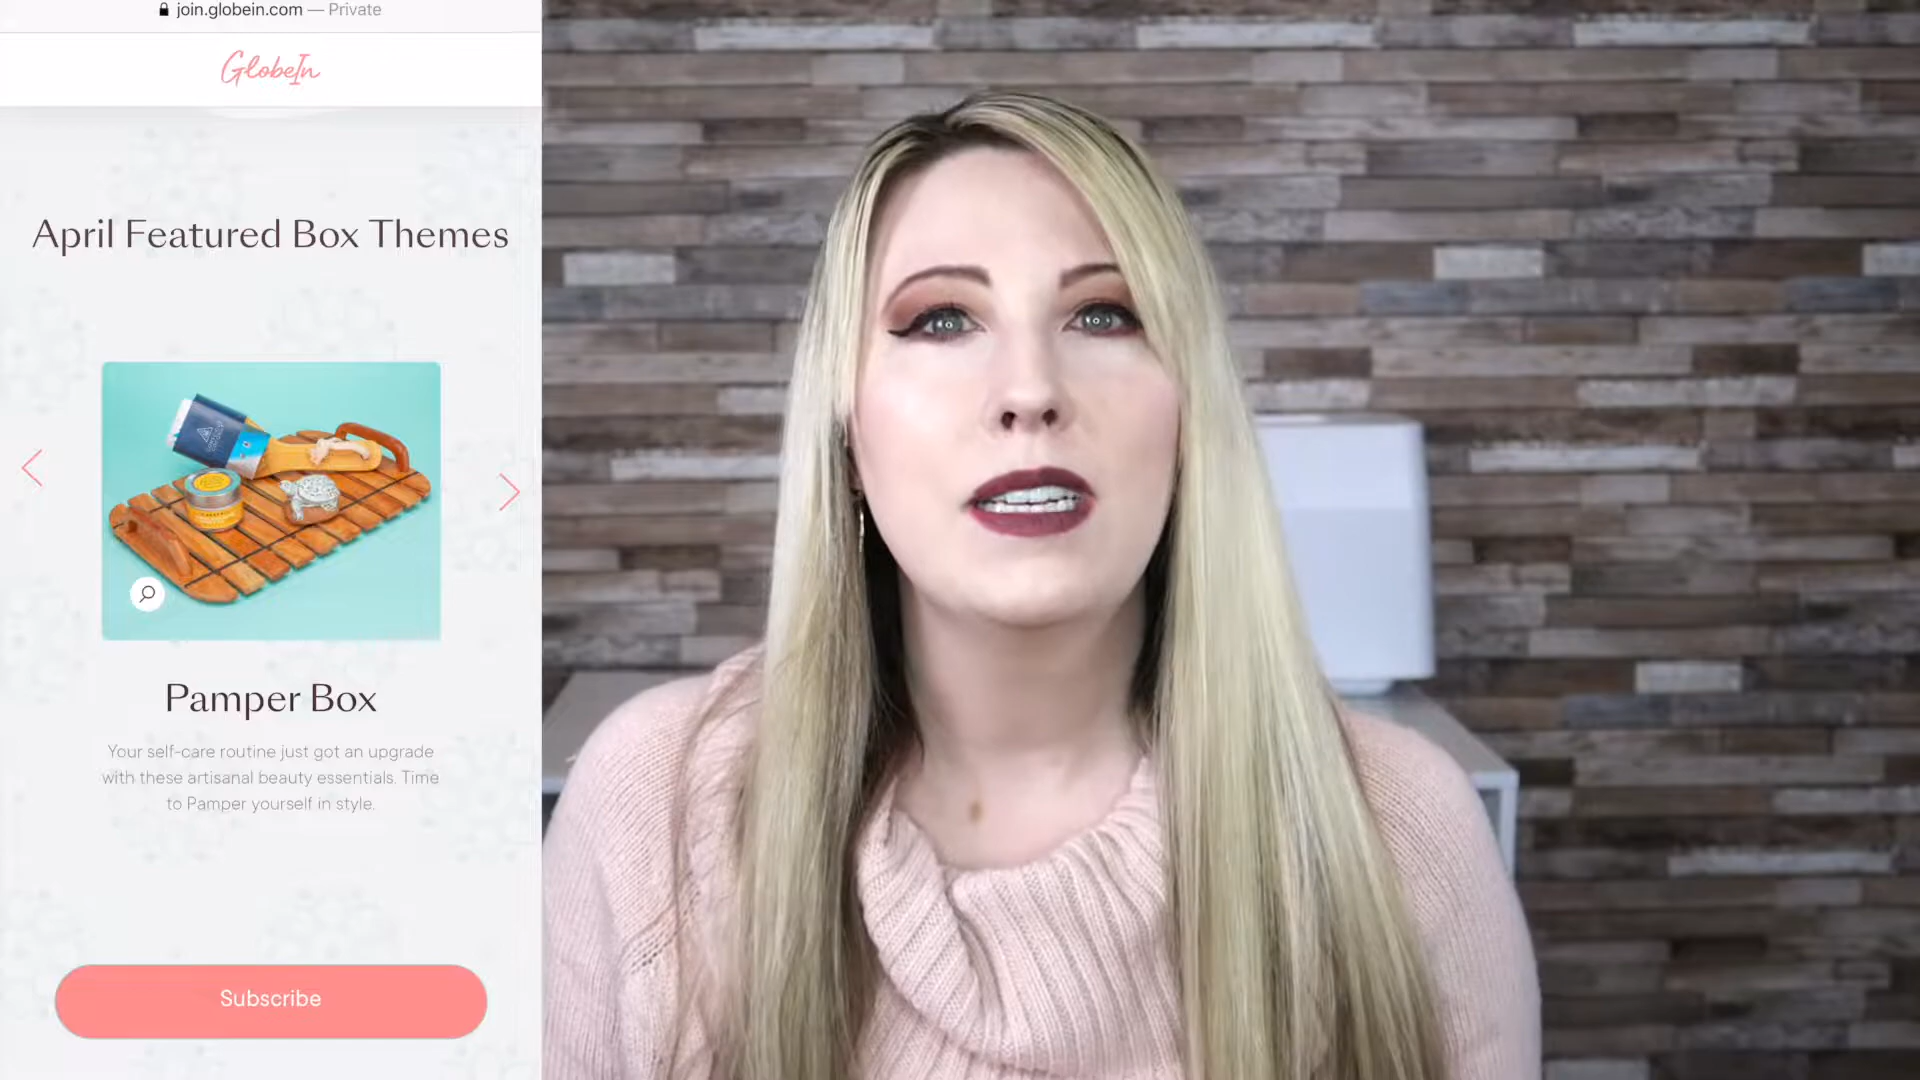 join.globein.com — Private
GlobeIn
April Featured Box Themes
Pamper Box
Your self-care routine just got an upgrade
with these artisanal beauty essentials. Time
to Pamper yourself in style.
Subscribe